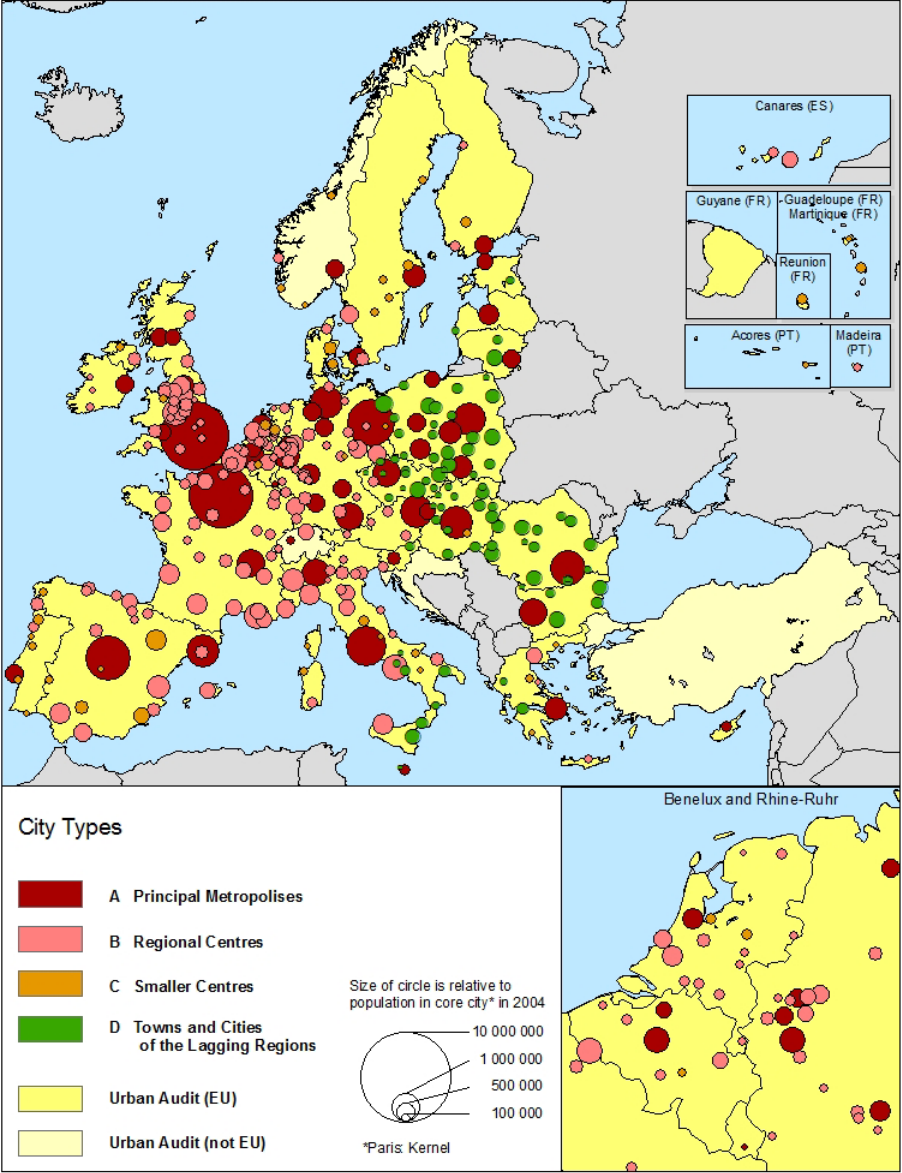 Canares (ES)
Guyane (FR)
Guadeloupe (FR)
Martinique (FR)
Reunion
(FR)
Acores (PT)
Madeira
(PT)
Benelux and Rhine-Ruhr
City Types
A Principal Metropolises
B Regional Centres
C Smaller Centres
D Towns and Cities
of the Lagging Regions
Urban Audit (EU)
Urban Audit (not EU)
Size of circle is relative to
population in core city* in 2004
10 000 000
1 000 000
500 000
100 000
*Paris: Kernel